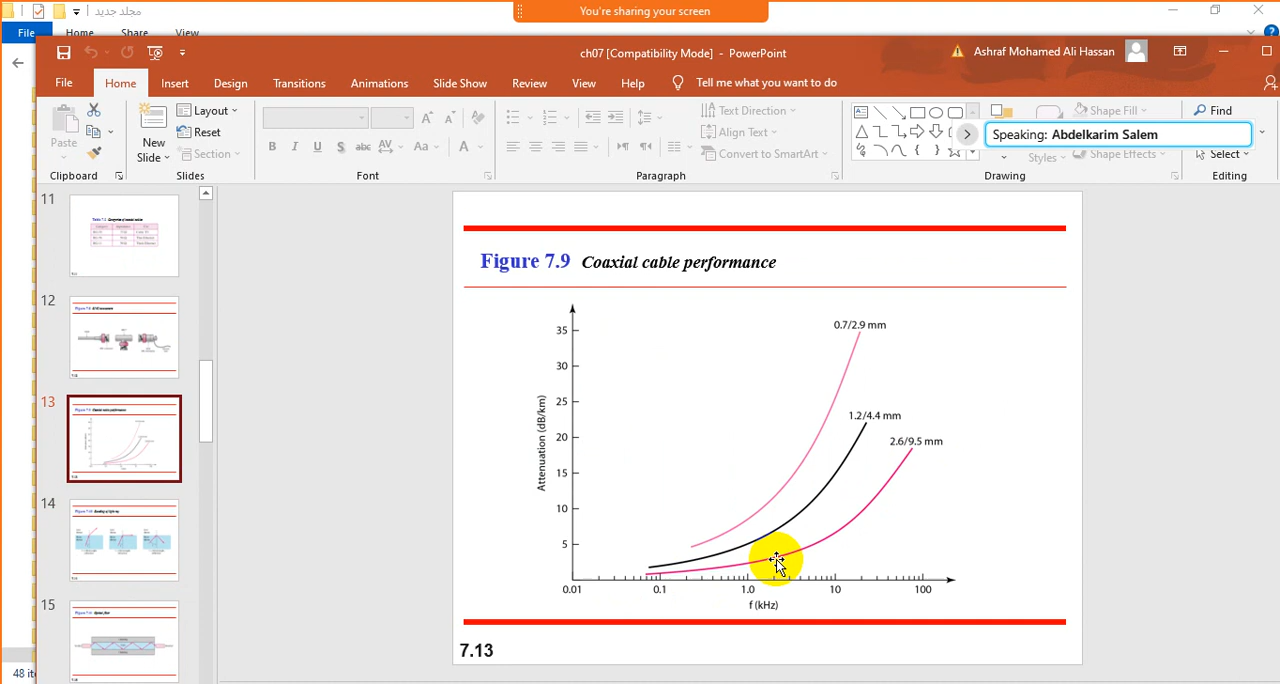 مجلد جديد
You're sharing your screen
File Home Share View
ch07 [Compatibility Mode] - PowerPoint
Ashraf Mohamed Ali Hassan
File Home Insert Design Transitions Animations Slide Show Review View Help Tell me what you want to do
Paste
New
Slide
Layout
Reset
Section
B I U S abc AV Aa A
Text Direction
Align Text
Convert to SmartArt
Shape Fill
Styles
Shape Effects
Find
Select
Speaking: Abdelkarim Salem
Clipboard Slides Font Paragraph Drawing Editing
11
12
13
14
15
48
Figure 7.9 Coaxial cable performance
Attenuation (dB/km)
35
30
25
20
15
10
5
0.7/2.9 mm
1.2/4.4 mm
2.6/9.5 mm
0.01 0.1 1.0 10 100
f (kHz)
7.13